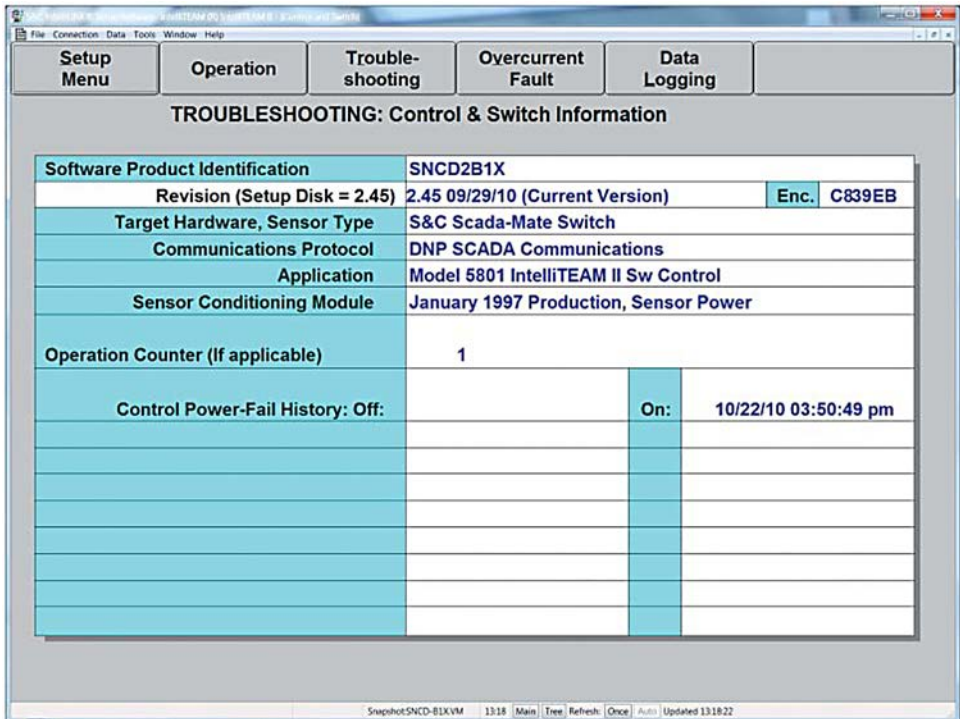 File Connection Data Tools Window Help
Setup Menu
Operation
Trouble-shooting
Overcurrent Fault
Data Logging
TROUBLESHOOTING: Control & Switch Information
Software Product Identification SNCD2B1X
Revision (Setup Disk = 2.45) 2.45 09/29/10 (Current Version) Enc. C839EB
Target Hardware, Sensor Type S&C Scada-Mate Switch
Communications Protocol DNP SCADA Communications
Application Model 5801 IntelliTEAM II Sw Control
Sensor Conditioning Module January 1997 Production, Sensor Power
Operation Counter (If applicable) 1
Control Power-Fail History: Off: On: 10/22/10 03:50:49 pm
Snapshot:SNCD-B1X.VM 13:18 Main Tree Refresh: Once Auto Updated 13:18:22